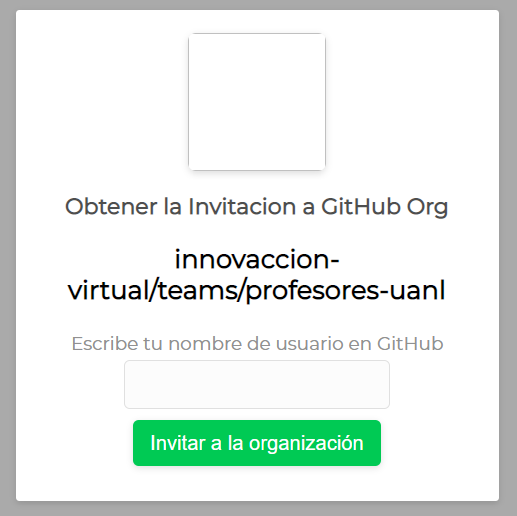 Obtener la Invitacion a GitHub Org
innovaccion-
virtual/teams/profesores-uanl
Escribe tu nombre de usuario en GitHub
Invitar a la organización